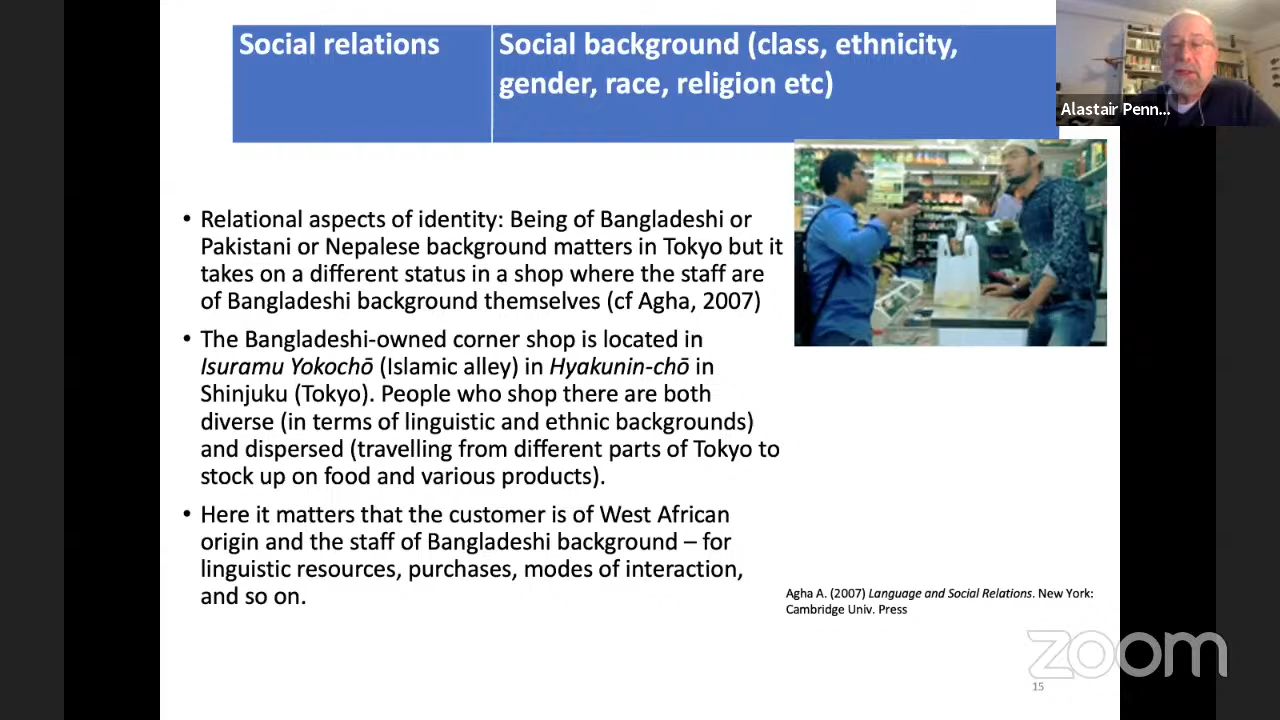 Social relations
Social background (class, ethnicity,
gender, race, religion etc)
Alastair Penn...
• Relational aspects of identity: Being of Bangladeshi or
Pakistani or Nepalese background matters in Tokyo but it
takes on a different status in a shop where the staff are
of Bangladeshi background themselves (cf Agha, 2007)
• The Bangladeshi-owned corner shop is located in
Isuramu Yokochō (Islamic alley) in Hyakunin-chō in
Shinjuku (Tokyo). People who shop there are both
diverse (in terms of linguistic and ethnic backgrounds)
and dispersed (travelling from different parts of Tokyo to
stock up on food and various products).
• Here it matters that the customer is of West African
origin and the staff of Bangladeshi background – for
linguistic resources, purchases, modes of interaction,
and so on.
Agha A. (2007) Language and Social Relations. New York:
Cambridge Univ. Press
zoom
15